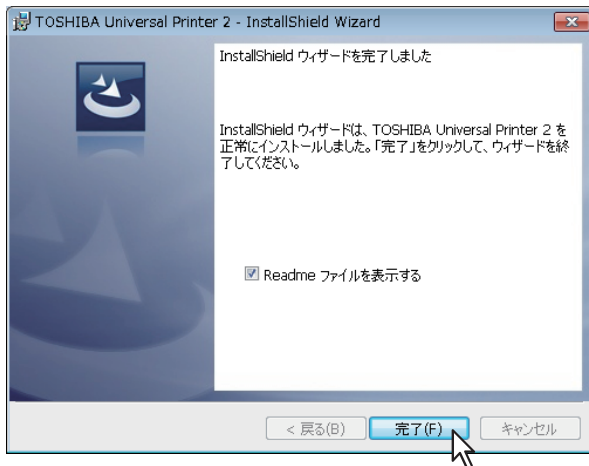 TOSHIBA Universal Printer 2 - InstallShield Wizard
InstallShield ウィザードを完了しました
InstallShield ウィザードは、TOSHIBA Universal Printer 2 を
正常にインストールしました。「完了」をクリックして、ウィザードを終
了してください。
Readme ファイルを表示する
< 戻る(B)
完了(F)
キャンセル